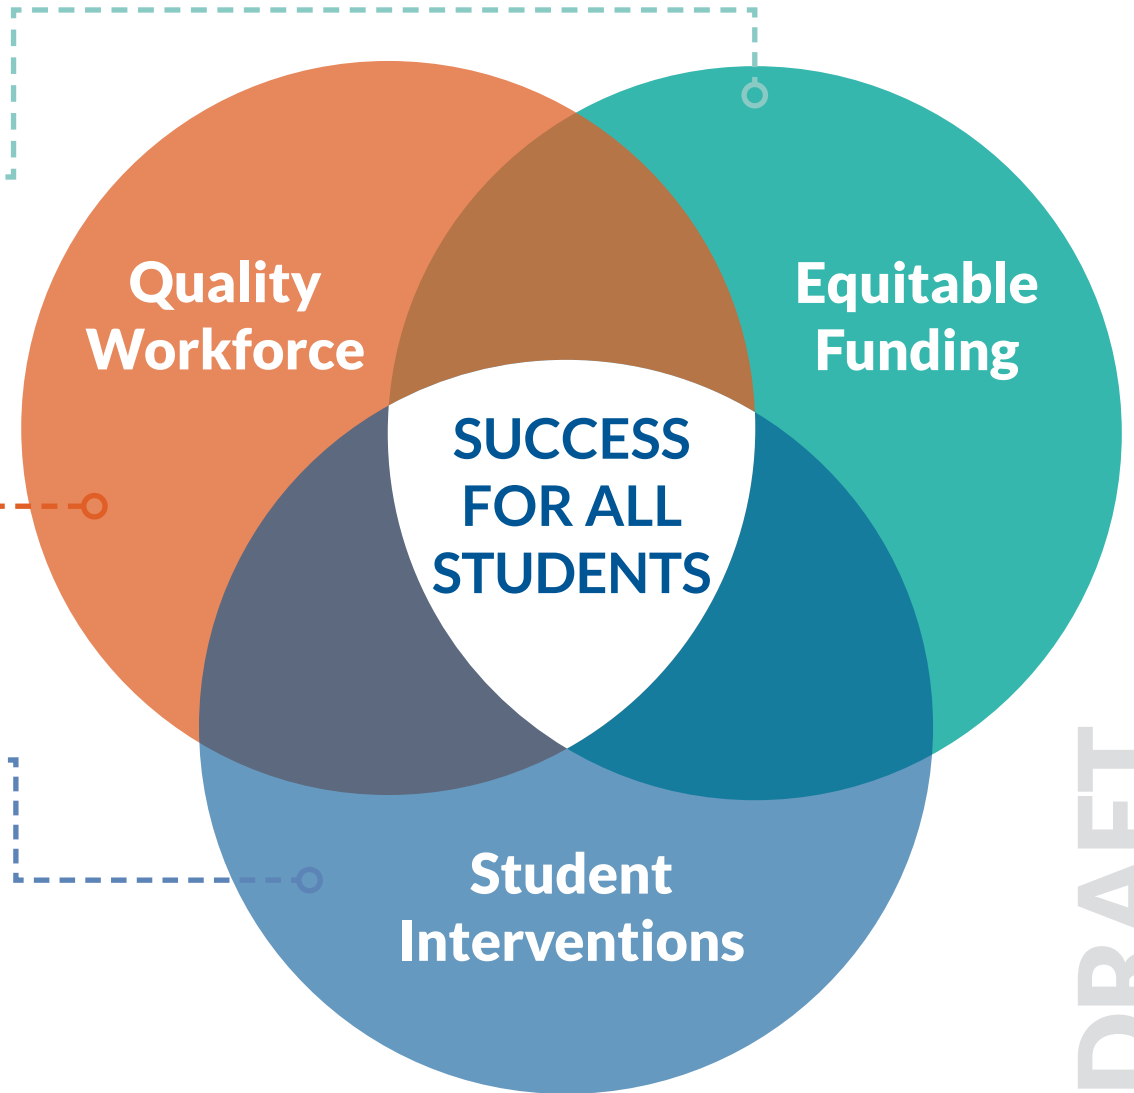 Quality
Workforce
Equitable
Funding
SUCCESS
FOR ALL
STUDENTS
Student
Interventions
DRAFT